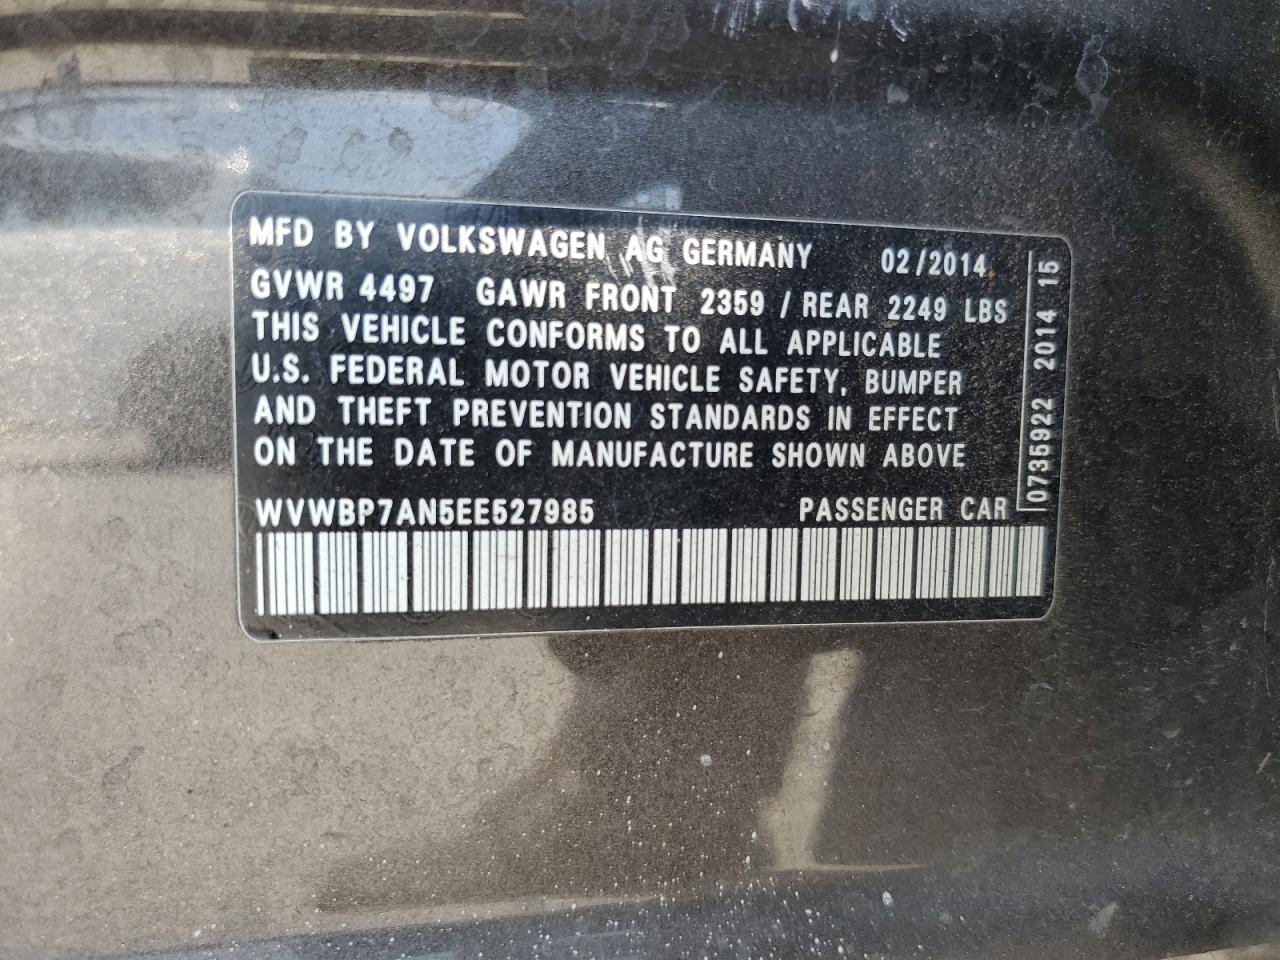 MFD BY VOLKSWAGEN AG GERMANY 02/2014
GVWR 4497 GAWR FRONT 2359 / REAR 2249 LBS
THIS VEHICLE CONFORMS TO ALL APPLICABLE
U.S. FEDERAL MOTOR VEHICLE SAFETY, BUMPER
AND THEFT PREVENTION STANDARDS IN EFFECT
ON THE DATE OF MANUFACTURE SHOWN ABOVE
WVWBP7AN5EE527985 PASSENGER CAR
0735922 2014 15